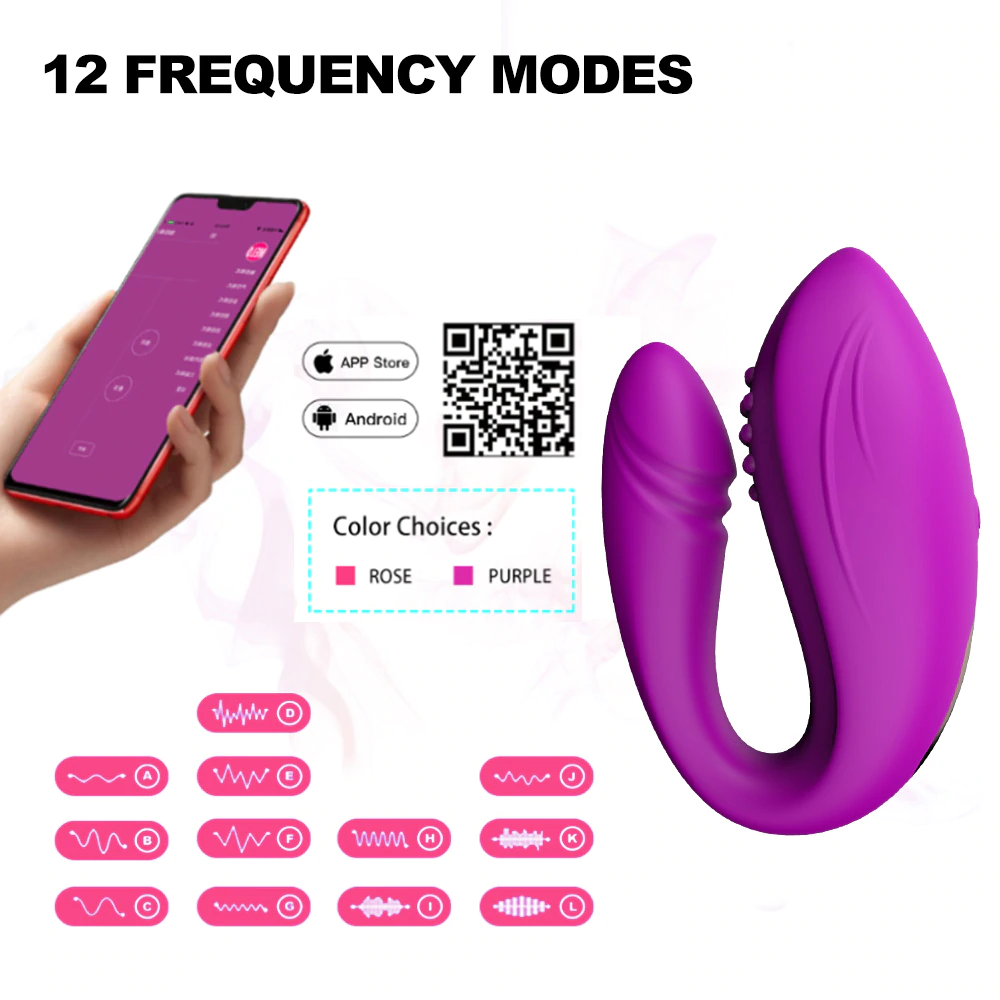 12 FREQUENCY MODES
APP Store
Android
Color Choices :
ROSE
PURPLE
D
A
E
J
B
F
H
K
C
G
I
L